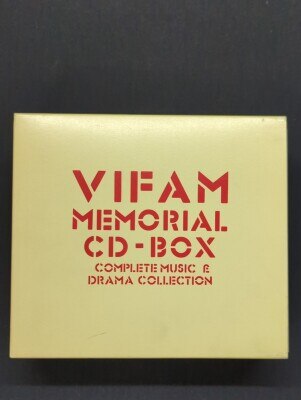 VIFAM
MEMORIAL
CD-BOX
COMPLETE MUSIC &
DRAMA COLLECTION